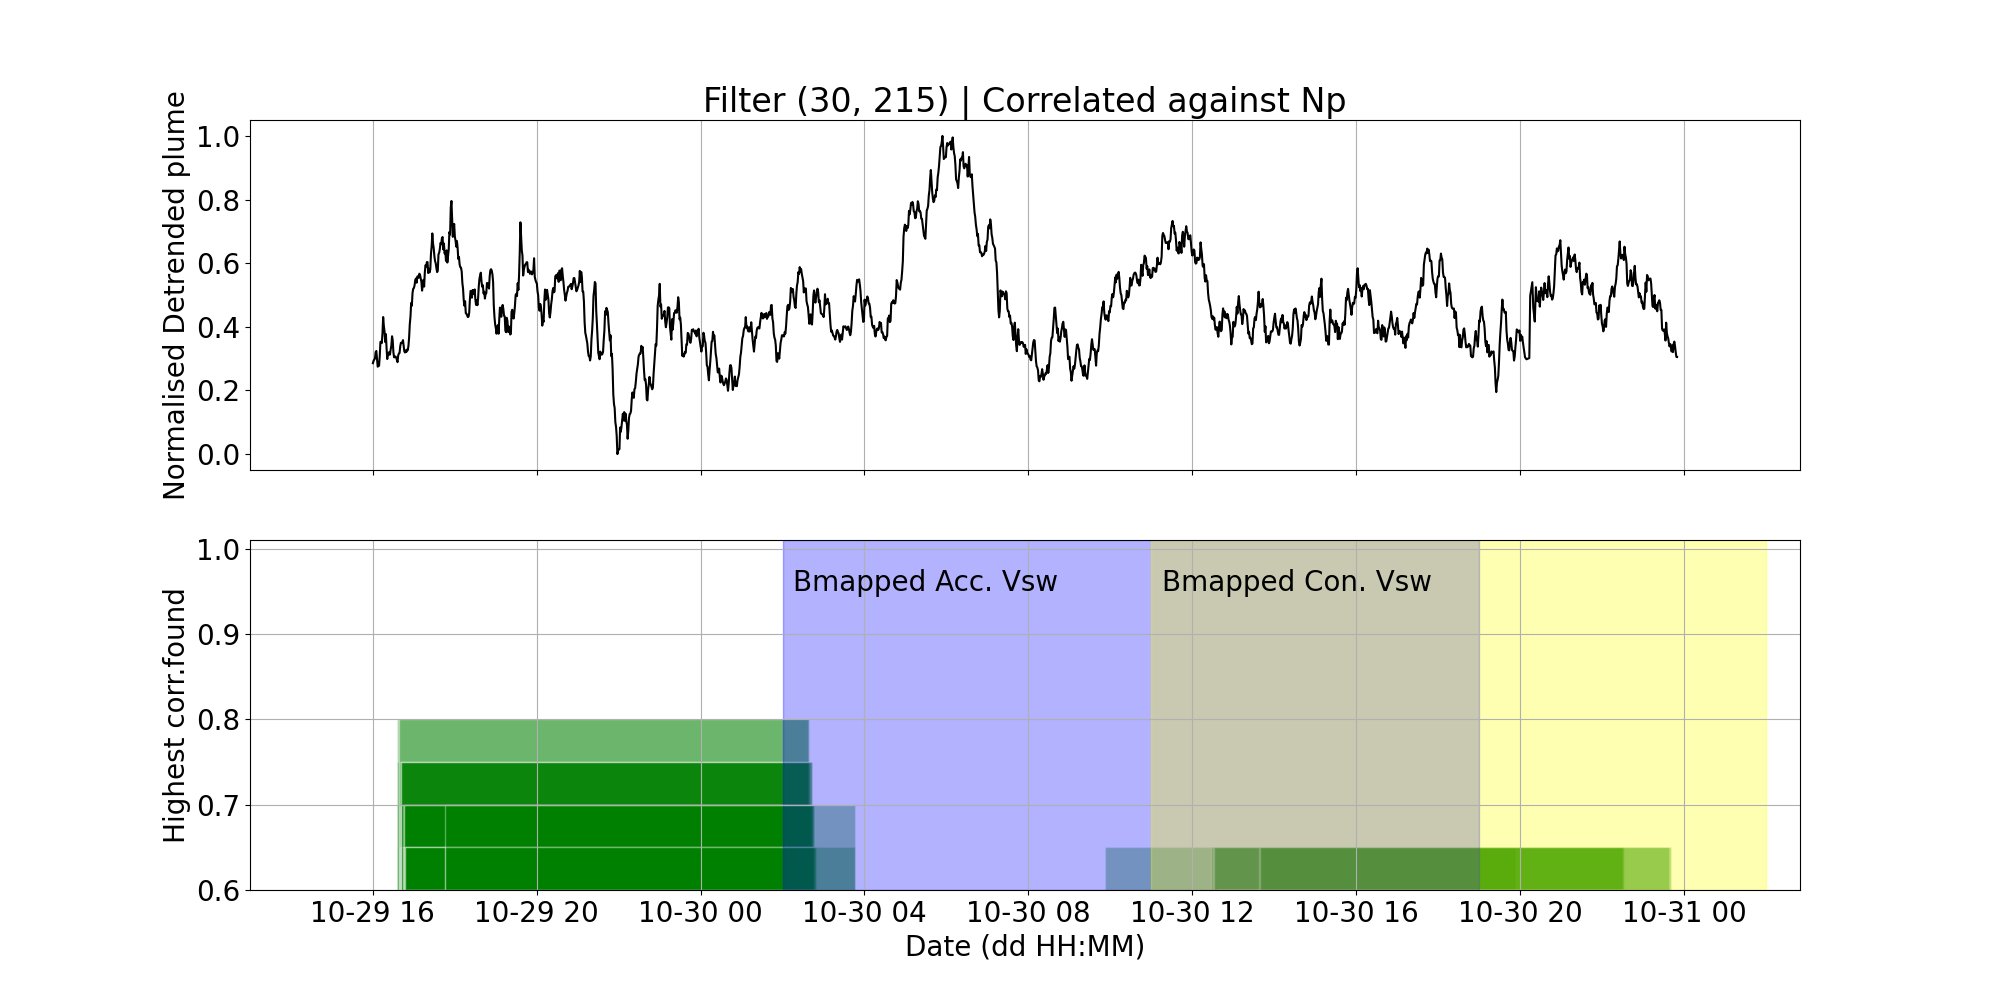 Filter (30, 215) | Correlated against Np
Normalised Detrended plume
1.0
0.8
0.6
0.4
0.2
0.0
Highest corr.found
1.0
0.9
0.8
0.7
0.6
Bmapped Acc. Vsw
Bmapped Con. Vsw
10-29 16 10-29 20 10-30 00 10-30 04 10-30 08 10-30 12 10-30 16 10-30 20 10-31 00
Date (dd HH:MM)